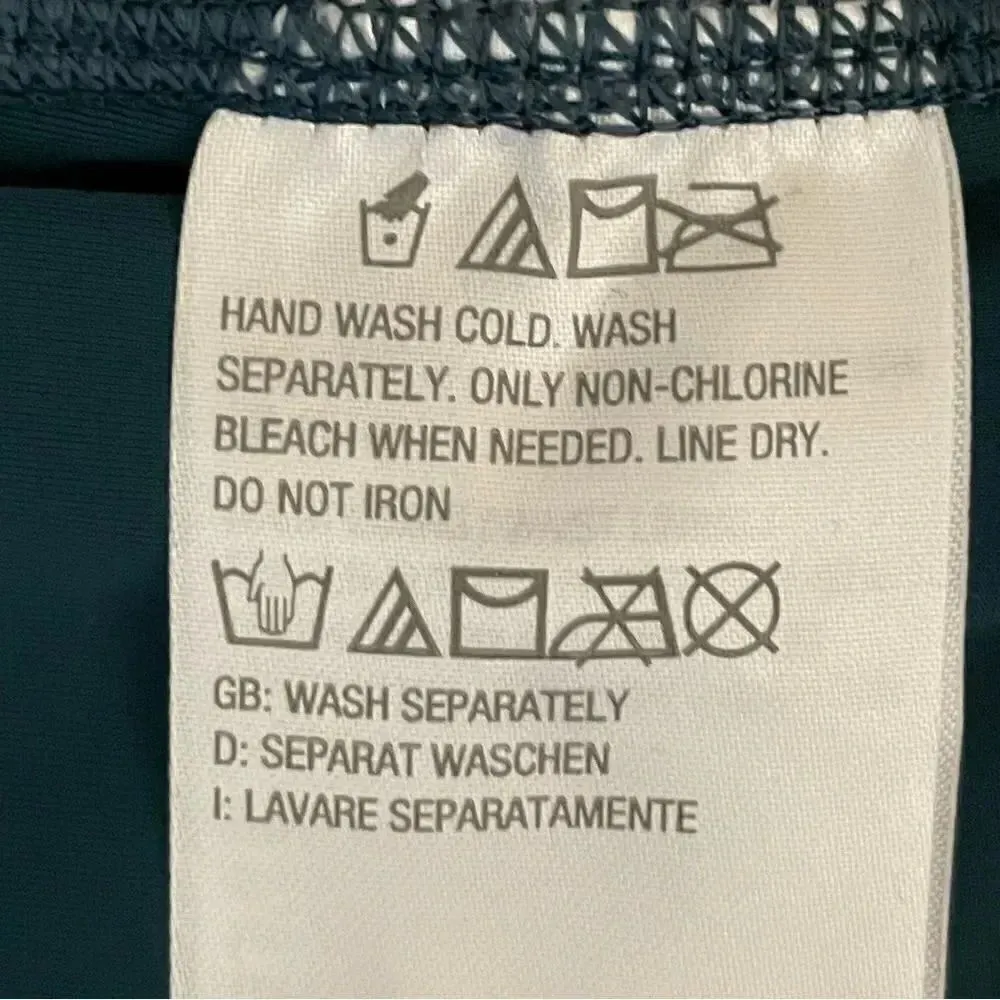 HAND WASH COLD. WASH
SEPARATELY. ONLY NON-CHLORINE
BLEACH WHEN NEEDED. LINE DRY.
DO NOT IRON
GB: WASH SEPARATELY
D: SEPARAT WASCHEN
I: LAVARE SEPARATAMENTE